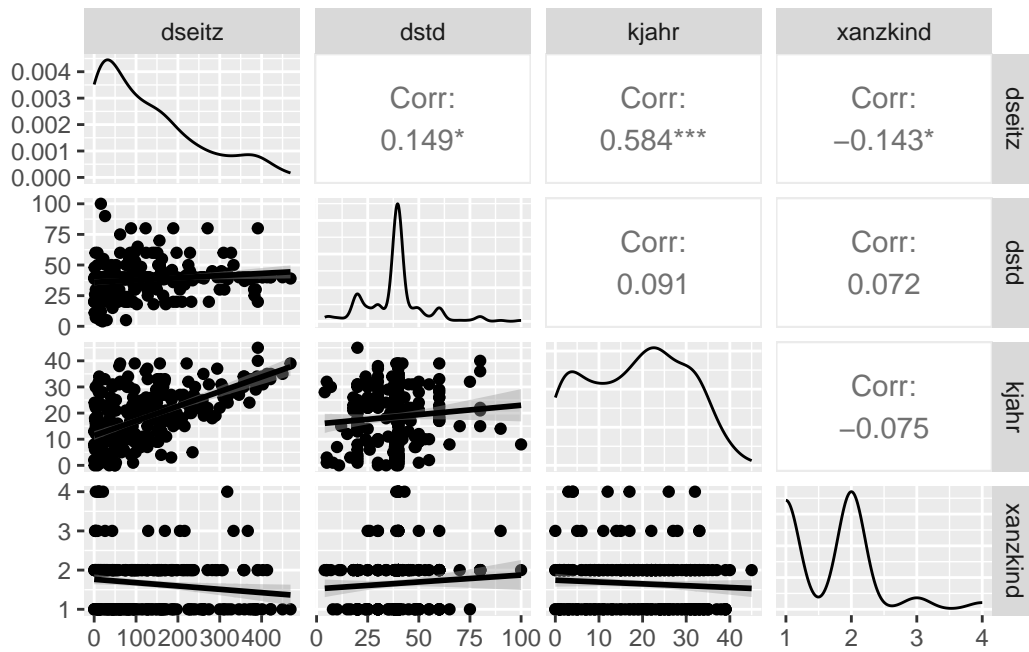 dseitz dstd kjahr xanzkind
0.004
0.003
0.002
0.001
0.000
Corr:
0.149*
Corr:
0.584***
Corr:
−0.143*
dseitz
100
75
50
25
0
Corr:
0.091
Corr:
0.072
dstd
40
30
20
10
0
Corr:
−0.075
kjahr
4
3
2
1
xanzkind
0 100 200 300 400 0 25 50 75 100 0 10 20 30 40 1 2 3 4